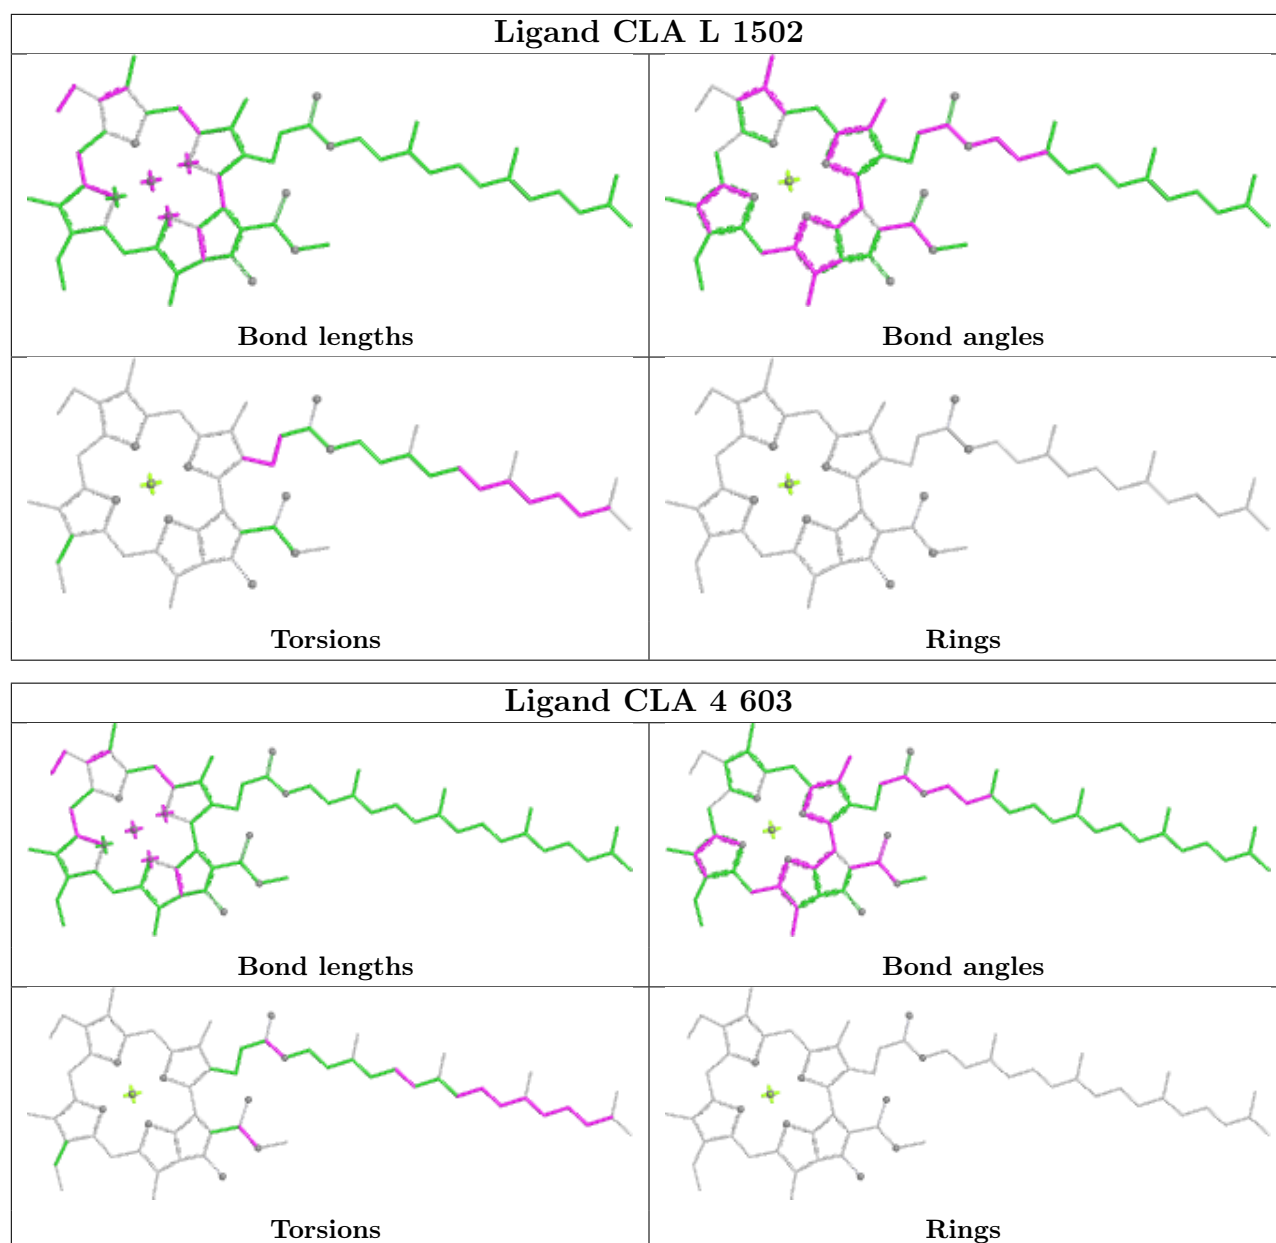 Ligand CLA L 1502
Bond lengths
Bond angles
Torsions
Rings
Ligand CLA 4 603
Bond lengths
Bond angles
Torsions
Rings